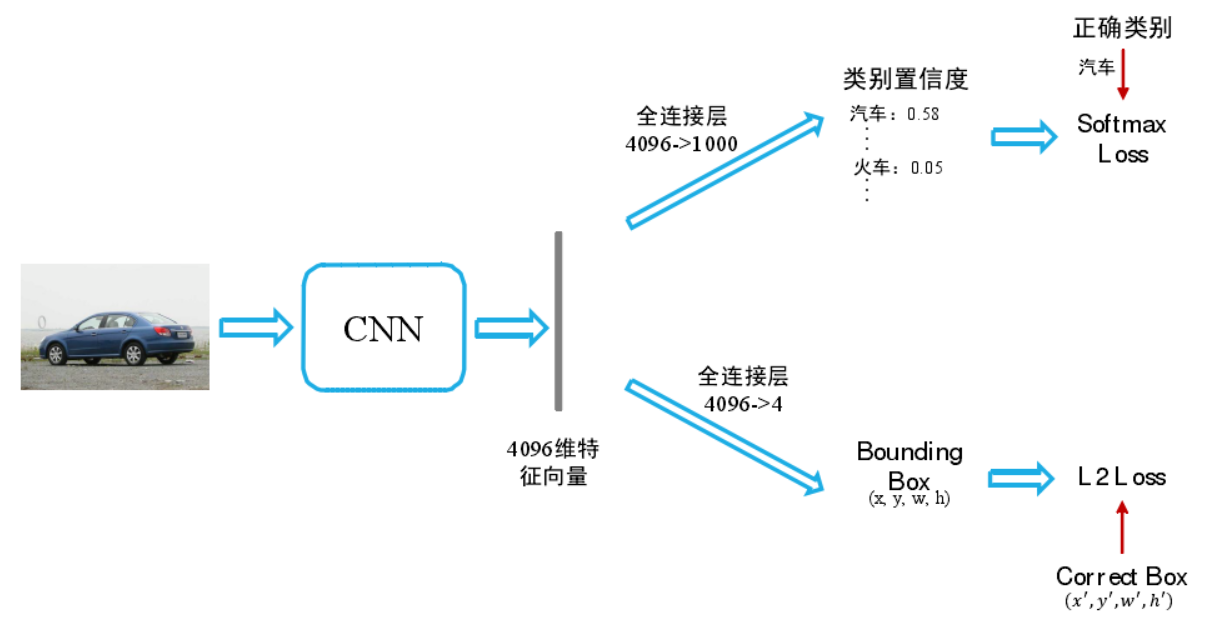 正确类别
汽车
类别置信度
全连接层
4096->1000
汽车：0.58
火车：0.05
Softmax
Loss
CNN
4096维特
征向量
全连接层
4096->4
Bounding
Box
(x, y, w, h)
L2Loss
Correct Box
(x′,y′,w′,h′)